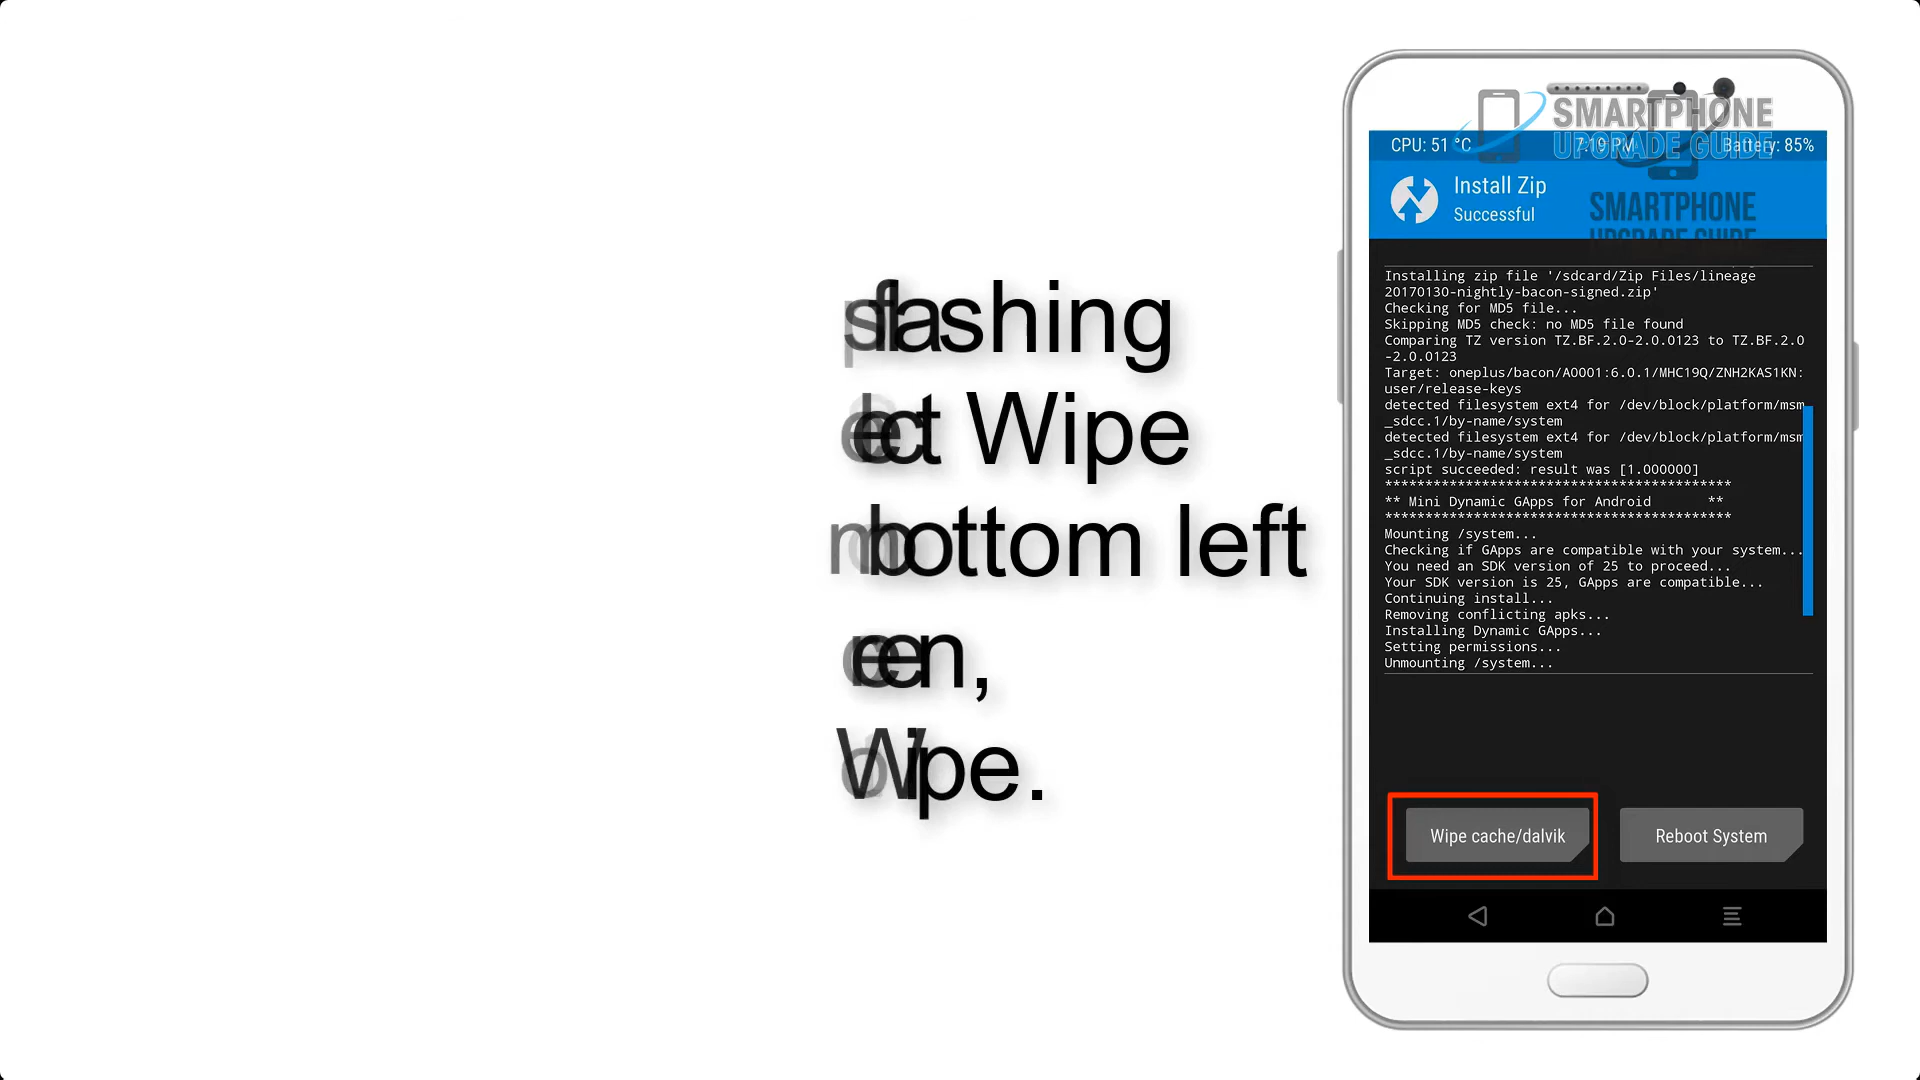 flashing
Wipe
bottom left
Wipe.
SMARTPHONE
UPGRADE GUIDE
CPU: 51 °C 7:19 PM Battery: 85%
Install Zip
Successful
SMARTPHONE
UPGRADE GUIDE
Installing zip file '/sdcard/Zip Files/lineage
20170130-nightly-bacon-signed.zip'
Checking for MD5 file...
Skipping MD5 check: no MD5 file found
Comparing TZ version TZ.BF.2.0-2.0.0123 to TZ.BF.2.0
-2.0.0123
Target: oneplus/bacon/A0001:6.0.1/MHC19Q/ZNH2KAS1KN:
user/release-keys
detected filesystem ext4 for /dev/block/platform/msm
_sdcc.1/by-name/system
detected filesystem ext4 for /dev/block/platform/msm
_sdcc.1/by-name/system
script succeeded: result was [1.000000]
*******************************************
** Mini Dynamic GApps for Android **
*******************************************
Mounting /system...
Checking if GApps are compatible with your system...
You need an SDK version of 25 to proceed...
Your SDK version is 25, GApps are compatible...
Continuing install...
Removing conflicting apks...
Installing Dynamic GApps...
Setting permissions...
Unmounting /system...
Wipe cache/dalvik
Reboot System